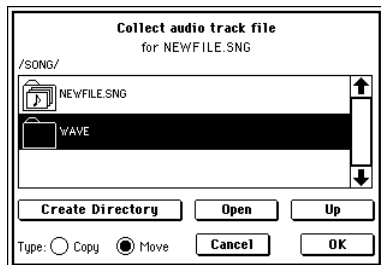 Collect audio track file
for NEWFILE.SNG
/SONG/
NEWFILE.SNG
WAVE
Create Directory Open Up
Type: Copy Move Cancel OK